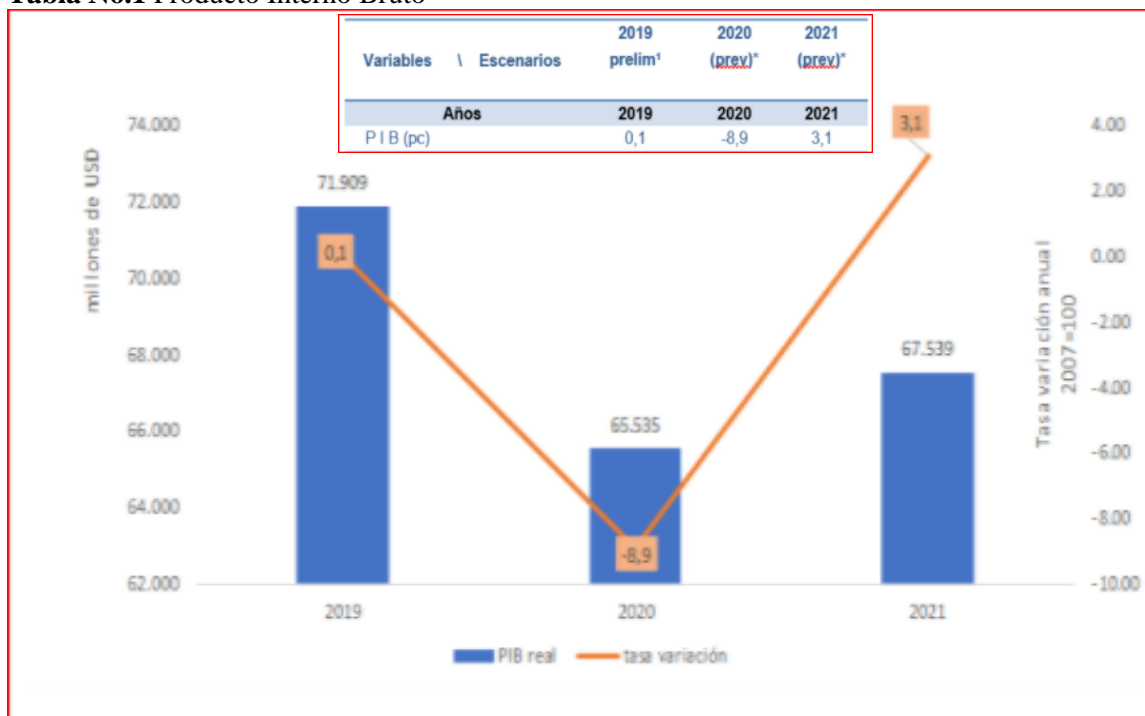 Tabla No.1 Producto Interno Bruto
2019 2020 2021
Variables \ Escenarios prelim¹ (prev)* (prev)*
Años 2019 2020 2021
P I B (pc) 0,1 -8,9 3,1
millones de USD
74.000
72.000
70.000
68.000
66.000
64.000
62.000
71.909
65.535
67.539
0,1
-8,9
3,1
4.00
2.00
0.00
-2.00
-4.00
-6.00
-8.00
-10.00
Tasa variación anual
2007=100
2019 2020 2021
PIB real tasa variación